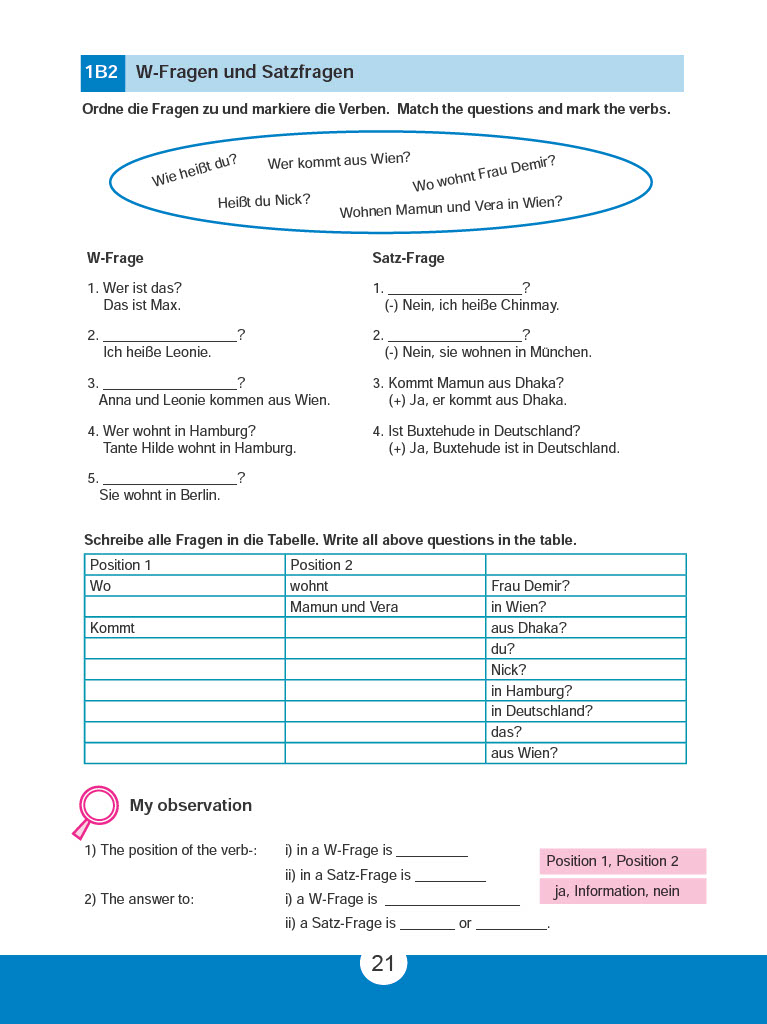 1B2 W-Fragen und Satzfragen
Ordne die Fragen zu und markiere die Verben. Match the questions and mark the verbs.
Wie heißt du?
Wer kommt aus Wien?
Wo wohnt Frau Demir?
Heißt du Nick?
Wohnen Mamun und Vera in Wien?
W-Frage
1. Wer ist das?
Das ist Max.
2. _________________?
Ich heiße Leonie.
3. _________________?
Anna und Leonie kommen aus Wien.
4. Wer wohnt in Hamburg?
Tante Hilde wohnt in Hamburg.
5. _________________?
Sie wohnt in Berlin.
Satz-Frage
1. _________________?
(-) Nein, ich heiße Chinmay.
2. _________________?
(-) Nein, sie wohnen in München.
3. Kommt Mamun aus Dhaka?
(+) Ja, er kommt aus Dhaka.
4. Ist Buxtehude in Deutschland?
(+) Ja, Buxtehude ist in Deutschland.
Schreibe alle Fragen in die Tabelle. Write all above questions in the table.
Position 1 Position 2
Wo wohnt Frau Demir?
Mamun und Vera in Wien?
Kommt aus Dhaka?
du?
Nick?
in Hamburg?
in Deutschland?
das?
aus Wien?
My observation
1) The position of the verb-: i) in a W-Frage is _________
ii) in a Satz-Frage is _________
2) The answer to: i) a W-Frage is _________________
ii) a Satz-Frage is _______ or _________.
Position 1, Position 2
ja, Information, nein
21